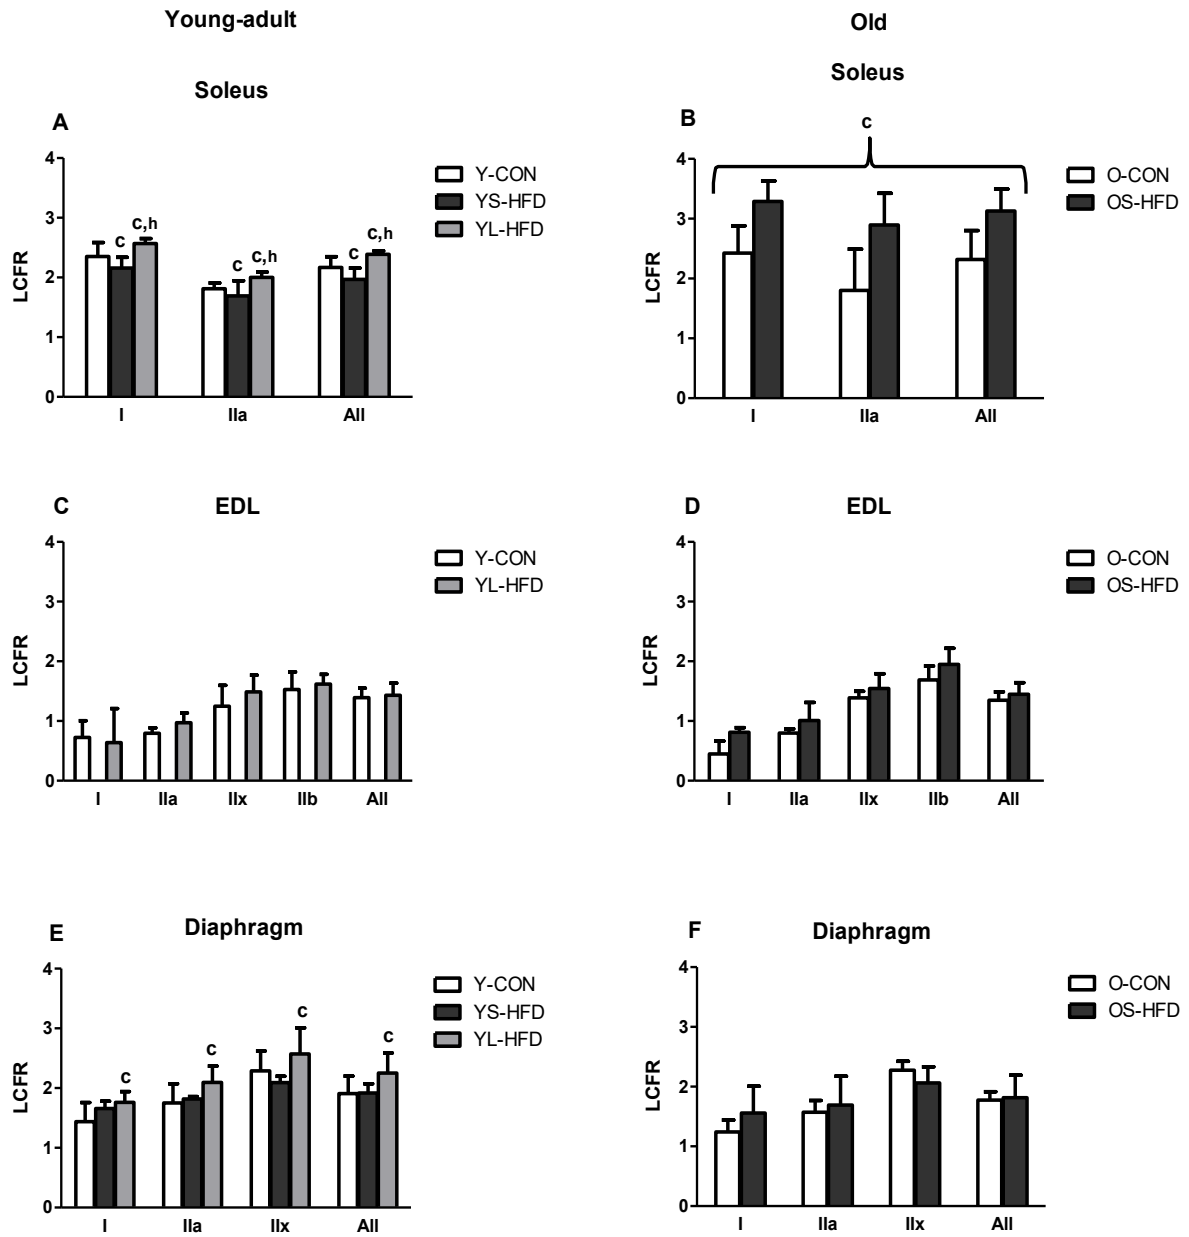 Young-adult
Old
Soleus
Soleus
A
B
c
4
3
2
1
0
LCFR
c
c,h
c
c,h
c
c,h
I
IIa
All
Y-CON
YS-HFD
YL-HFD
4
3
2
1
0
LCFR
I
IIa
All
O-CON
OS-HFD
C
EDL
4
3
2
1
0
LCFR
I
IIa
IIx
IIb
All
Y-CON
YL-HFD
D
EDL
4
3
2
1
0
LCFR
I
IIa
IIx
IIb
All
O-CON
OS-HFD
E
Diaphragm
4
3
2
1
0
LCFR
c
c
c
c
I
IIa
IIx
All
Y-CON
YS-HFD
YL-HFD
F
Diaphragm
4
3
2
1
0
LCFR
I
IIa
IIx
All
O-CON
OS-HFD